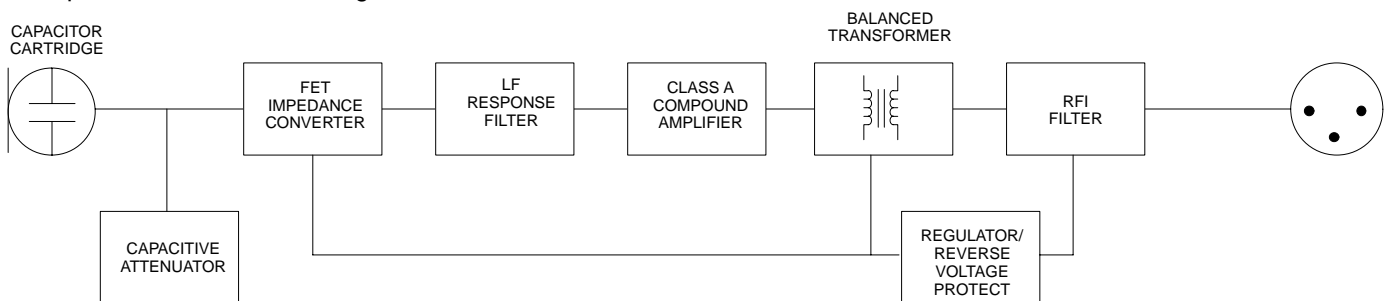 CAPACITOR
CARTRIDGE
BALANCED
TRANSFORMER
FET
IMPEDANCE
CONVERTER
LF
RESPONSE
FILTER
CLASS A
COMPOUND
AMPLIFIER
RFI
FILTER
CAPACITIVE
ATTENUATOR
REGULATOR/
REVERSE
VOLTAGE
PROTECT